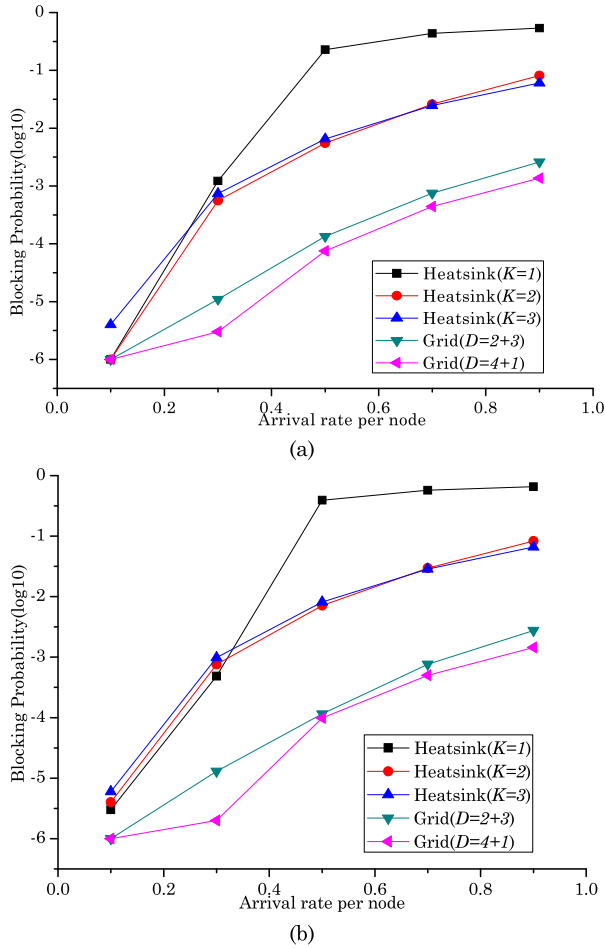 0
-1
-2
-3
-4
-5
-6
Blocking Probability(log10)
Heatsink(K=1)
Heatsink(K=2)
Heatsink(K=3)
Grid(D=2+3)
Grid(D=4+1)
0.0 0.2 0.4 0.6 0.8 1.0
Arrival rate per node
(a)
0
-1
-2
-3
-4
-5
-6
Blocking Probability(log10)
Heatsink(K=1)
Heatsink(K=2)
Heatsink(K=3)
Grid(D=2+3)
Grid(D=4+1)
0.0 0.2 0.4 0.6 0.8 1.0
Arrival rate per node
(b)